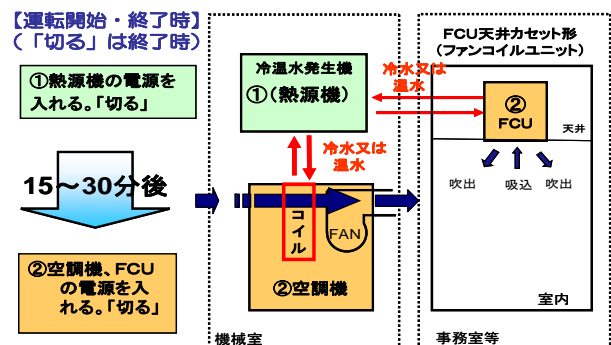 【運転開始・終了時】
(「切る」は終了時)
①熱源機の電源を
入れる。「切る」
15～30分後
②空調機、FCU
の電源を入
れる。「切る」
冷温水発生機
①(熱源機)
冷水又は
温水
コイル
FAN
②空調機
機械室
FCU天井カセット形
(ファンコイルユニット)
冷水又は
温水
②
FCU
天井
吹出
吸込
吹出
室内
事務室等